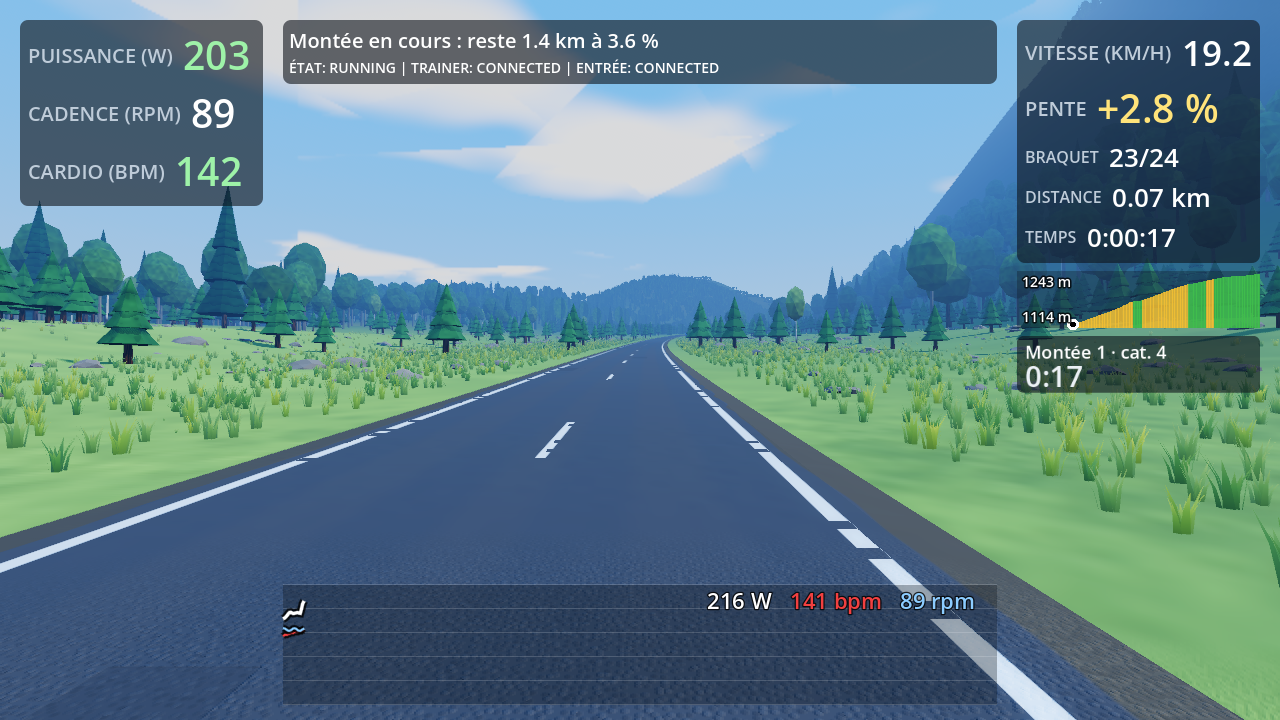 PUISSANCE (W) 203
CADENCE (RPM) 89
CARDIO (BPM) 142
Montée en cours : reste 1.4 km à 3.6 %
ÉTAT: RUNNING | TRAINER: CONNECTED | ENTRÉE: CONNECTED
VITESSE (KM/H) 19.2
PENTE +2.8 %
BRAQUET 23/24
DISTANCE 0.07 km
TEMPS 0:00:17
1243 m
1114 m
Montée 1 · cat. 4
0:17
216 W 141 bpm 89 rpm